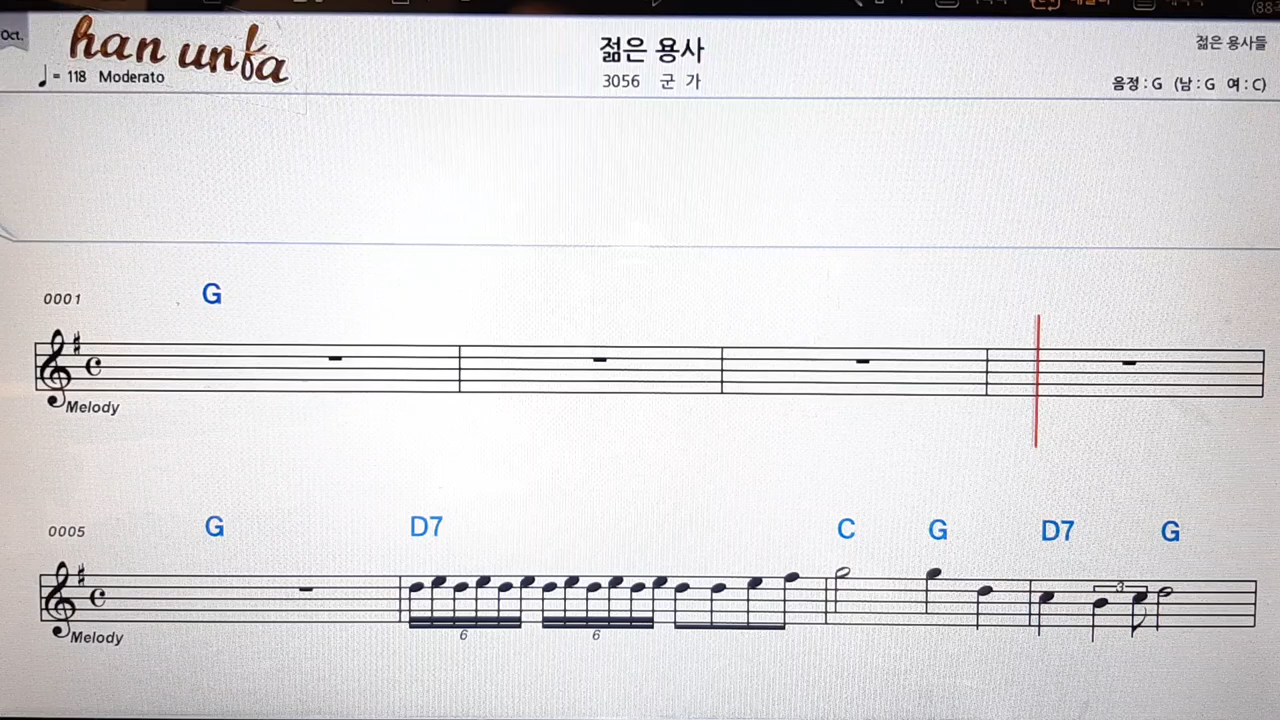 (88
Oct.
han unfa
젊은 용사
젊은 용사들
♩= 118 Moderato
3056 군 가
음정 : G (남 : G 여 : C)
0001 G
Melody
0005 G D7 C G D7 G
3
Melody
6 6